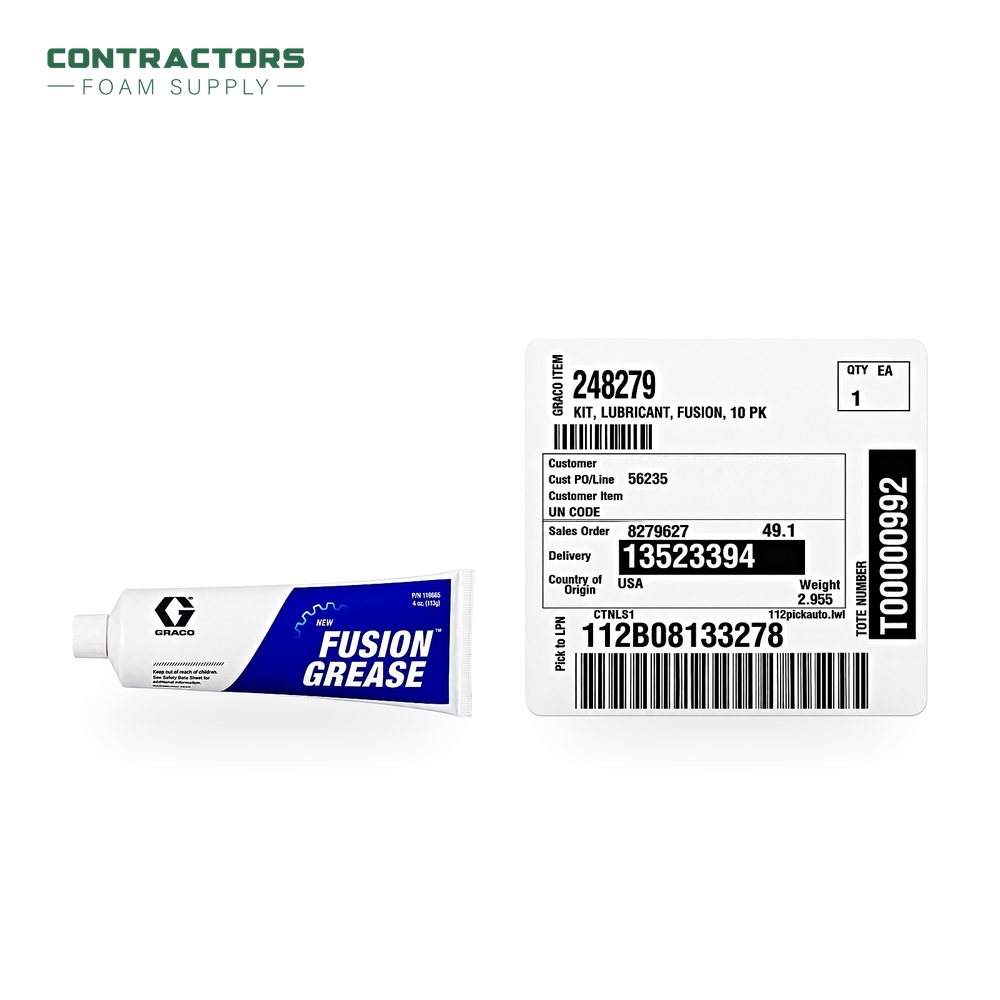 CONTRACTORS
FOAM SUPPLY
GRACO
Keep out of reach of children.
See Safety Data Sheet for
additional information.
P/N 118665
4 oz. (113g)
NEW
FUSION™
GREASE
GRACO ITEM
248279
KIT, LUBRICANT, FUSION, 10 PK
QTY EA
1
Customer
Cust PO/Line 56235
Customer Item
UN CODE
Sales Order 8279627 49.1
Delivery 13523394
Country of
Origin
USA
Weight
2.955
CTNLS1 112pickauto.lwl
Pick to LPN
112B08133278
TOTE NUMBER
T00000992